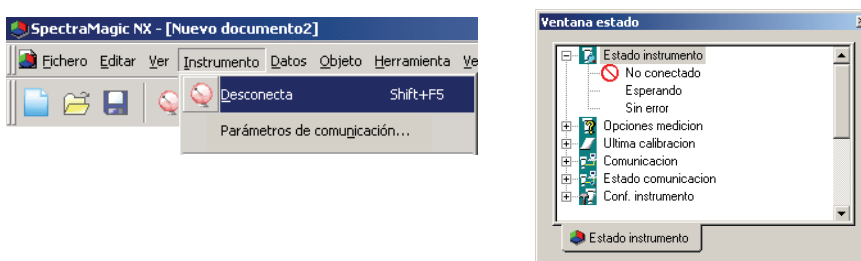 SpectraMagic NX - [Nuevo documento2]
Fichero Editar Ver Instrumento Datos Objeto Herramienta Ve
Desconecta Shift+F5
Parámetros de comunicación...
Ventana estado
Estado instrumento
No conectado
Esperando
Sin error
Opciones medicion
Ultima calibracion
Comunicacion
Estado comunicacion
Conf. instrumento
Estado instrumento